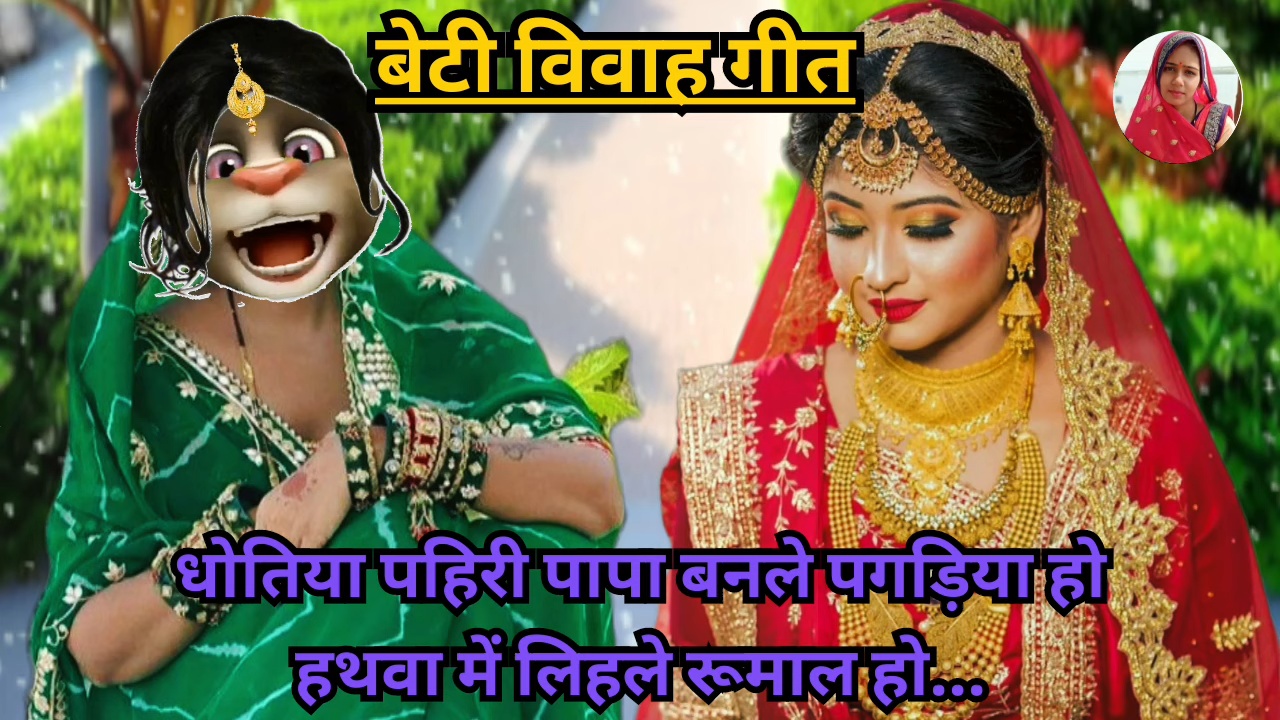 बेटी विवाह गीत
धोतिया पहिरी पापा बनले पगड़िया हो
हथवा में लिहले रूमाल हो...